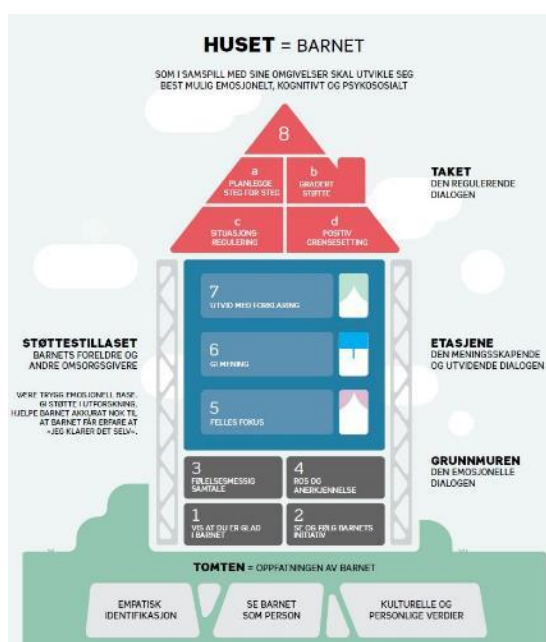 HUSET = BARNET
SOM I SAMSPILL MED SINE OMGIVELSER SKAL UTVIKLE SEG
BEST MULIG EMOSJONELT, KOGNITIVT OG PSYKOSOSIALT
8
a
PLANLEGGE
STEG FOR STEG
b
GRADERT
STØTTE
c
SITUASJONS-
REGULERING
d
POSITIV
GRENSESETTING
TAKET
DEN REGULERENDE
DIALOGEN
7
UTVID MED FORKLARING
6
GI MENING
5
FELLES FOKUS
STØTTESTILLASET
BARNETS FORELDRE OG
ANDRE OMSORGSGIVERE
VÆRE TRYGG EMOSJONELL BASE.
GI STØTTE I UTFORSKNING.
HJELPE BARNET AKKURAT NOK TIL
AT BARNET FÅR ERFARE AT
«JEG KLARER DET SELV».
ETASJENE
DEN MENINGSSKAPENDE
OG UTVIDENDE DIALOGEN
GRUNNMUREN
DEN EMOSJONELLE
DIALOGEN
3
FØLELSESMESSIG
SAMTALE
4
ROS OG
ANERKJENNELSE
1
VIS AT DU ER GLAD
I BARNET
2
SE OG FØLG BARNETS
INITIATIV
TOMTEN = OPPFATNINGEN AV BARNET
EMPATISK
IDENTIFIKASJON
SE BARNET
SOM PERSON
KULTURELLE OG
PERSONLIGE VERDIER